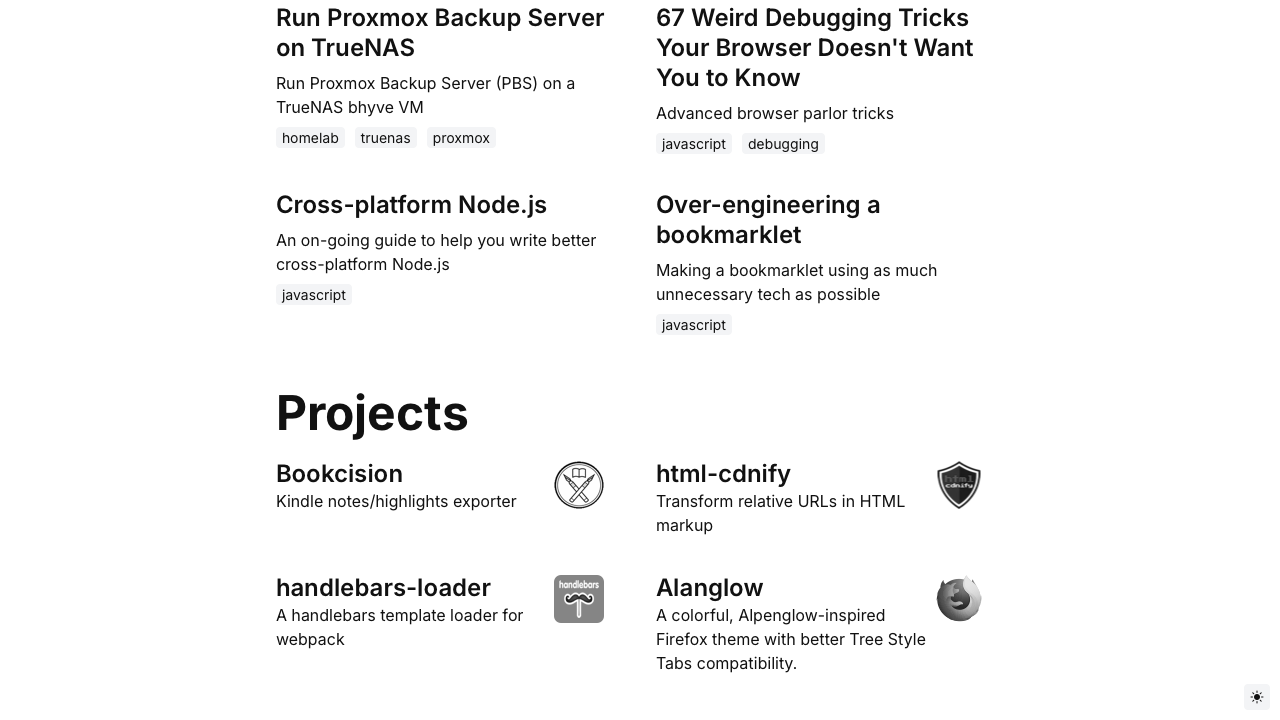 Run Proxmox Backup Server
on TrueNAS
Run Proxmox Backup Server (PBS) on a
TrueNAS bhyve VM
homelab truenas proxmox
67 Weird Debugging Tricks
Your Browser Doesn't Want
You to Know
Advanced browser parlor tricks
javascript debugging
Cross-platform Node.js
An on-going guide to help you write better
cross-platform Node.js
javascript
Over-engineering a
bookmarklet
Making a bookmarklet using as much
unnecessary tech as possible
javascript
Projects
Bookcision
Kindle notes/highlights exporter
html-cdnify
Transform relative URLs in HTML
markup
html
cdnify
handlebars-loader
A handlebars template loader for
webpack
handlebars
Alanglow
A colorful, Alpenglow-inspired
Firefox theme with better Tree Style
Tabs compatibility.